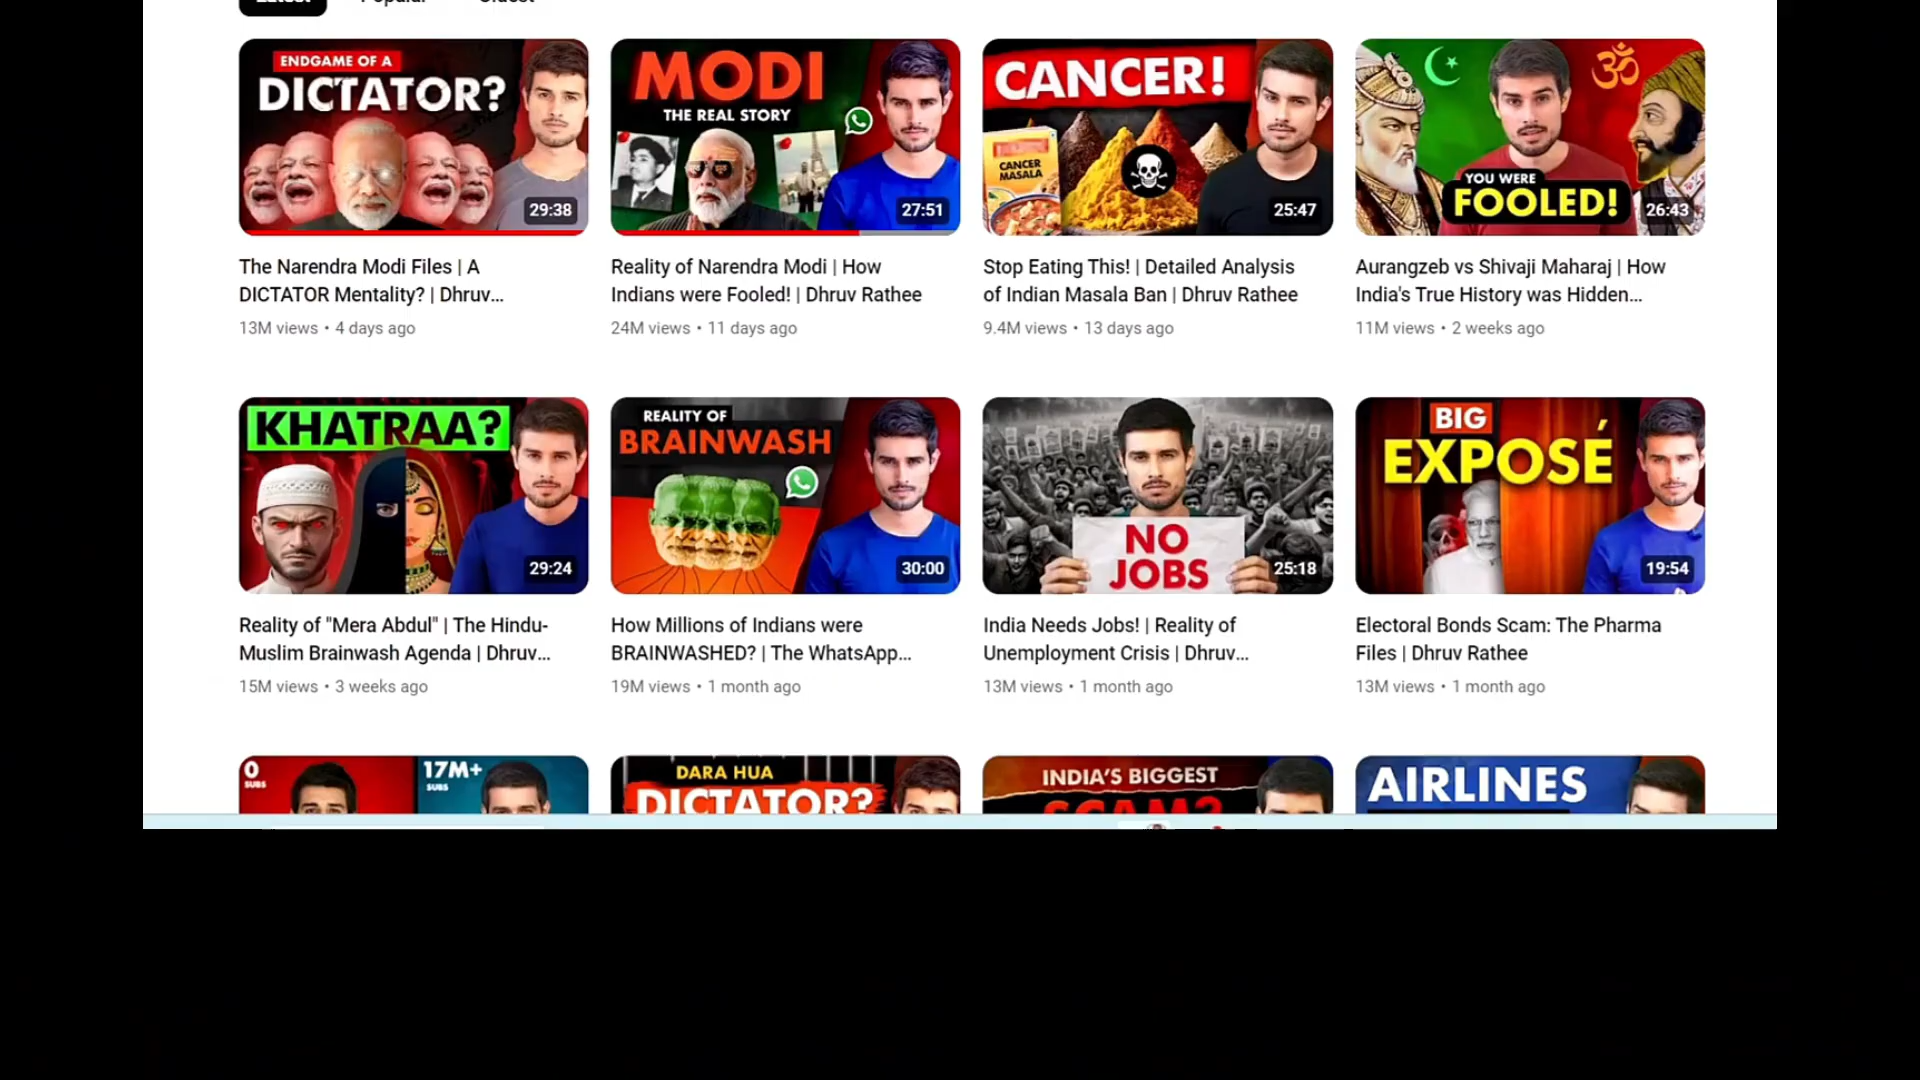 Latest Popular Oldest
ENDGAME OF A
DICTATOR?
29:38
MODI
THE REAL STORY
27:51
CANCER!
CANCER
MASALA
25:47
YOU WERE
FOOLED!
ॐ
26:43
The Narendra Modi Files | A
DICTATOR Mentality? | Dhruv...
13M views • 4 days ago
Reality of Narendra Modi | How
Indians were Fooled! | Dhruv Rathee
24M views • 11 days ago
Stop Eating This! | Detailed Analysis
of Indian Masala Ban | Dhruv Rathee
9.4M views • 13 days ago
Aurangzeb vs Shivaji Maharaj | How
India's True History was Hidden...
11M views • 2 weeks ago
KHATRAA?
29:24
REALITY OF
BRAINWASH
30:00
NO
JOBS
25:18
BIG
EXPOSÉ
19:54
Reality of "Mera Abdul" | The Hindu-
Muslim Brainwash Agenda | Dhruv...
15M views • 3 weeks ago
How Millions of Indians were
BRAINWASHED? | The WhatsApp...
19M views • 1 month ago
India Needs Jobs! | Reality of
Unemployment Crisis | Dhruv...
13M views • 1 month ago
Electoral Bonds Scam: The Pharma
Files | Dhruv Rathee
13M views • 1 month ago
0
SUBS
17M+
SUBS
DARA HUA
DICTATOR?
INDIA'S BIGGEST
SCAM?
AIRLINES